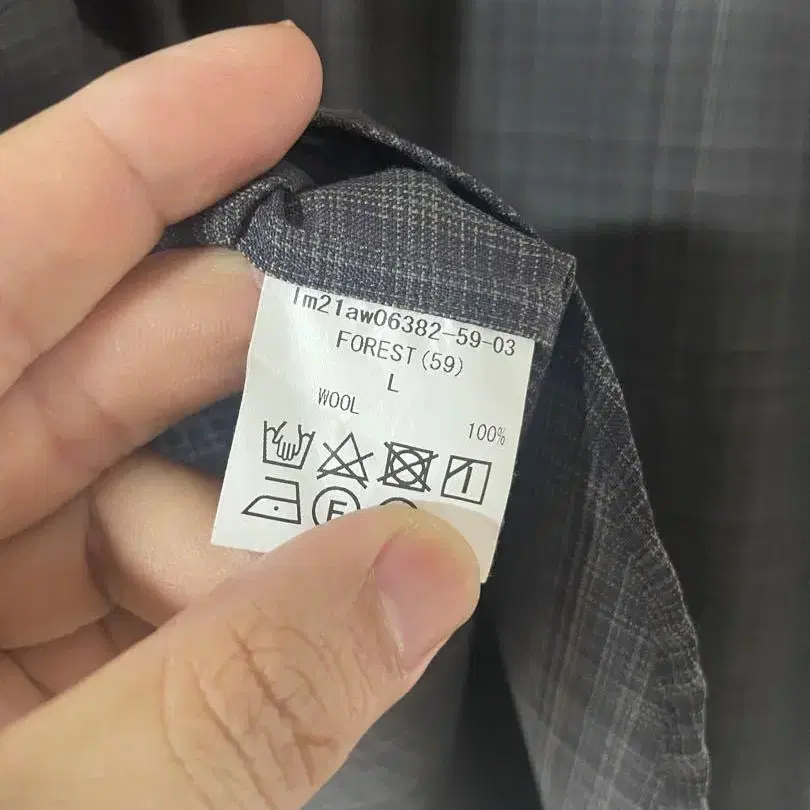 lm21aw06382-59-03
FOREST(59)
L
WOOL 100%
F